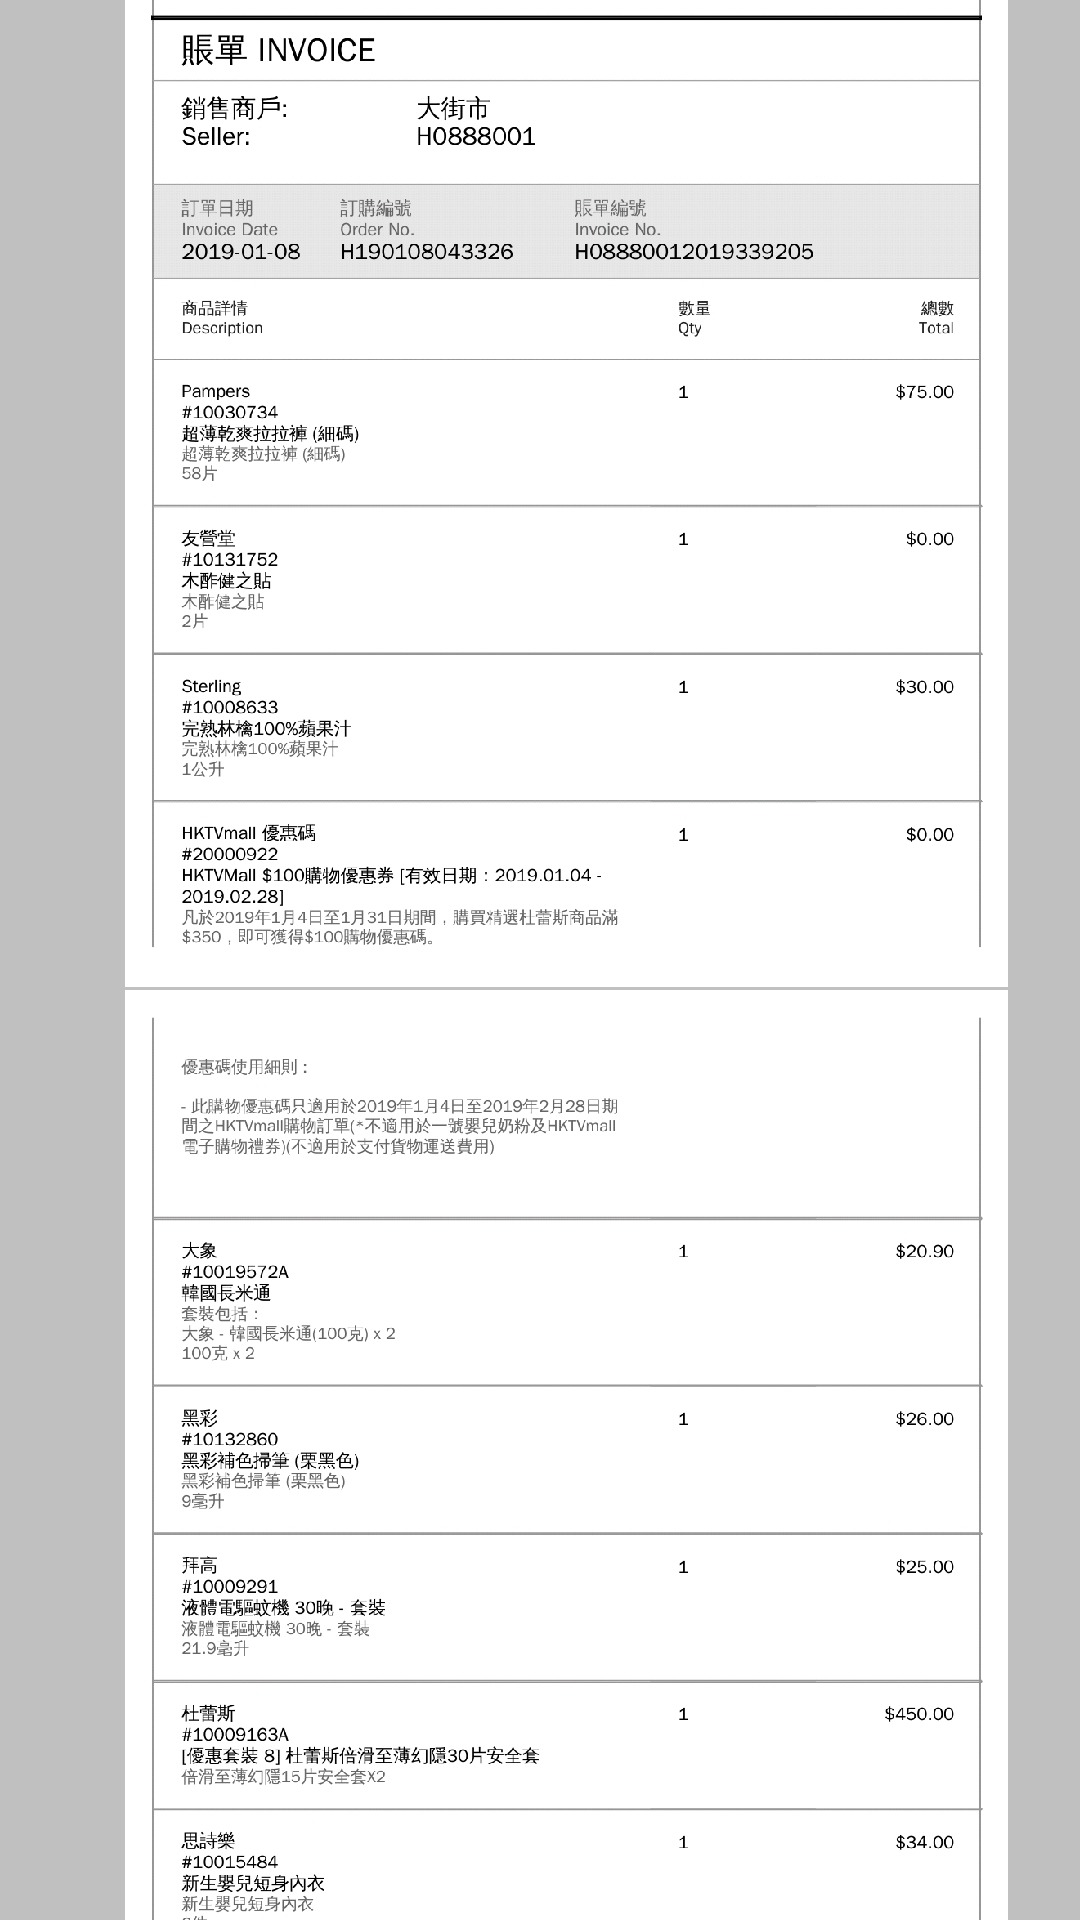 賬單 INVOICE
銷售商戶: 大街市
Seller: H0888001
訂單日期 訂購編號 賬單編號
Invoice Date Order No. Invoice No.
2019-01-08 H190108043326 H08880012019339205
商品詳情 數量 總數
Description Qty Total
Pampers 1 $75.00
#10030734
超薄乾爽拉拉褲 (細碼)
超薄乾爽拉拉褲 (細碼)
58片
友營堂 1 $0.00
#10131752
木酢健之貼
木酢健之貼
2片
Sterling 1 $30.00
#10008633
完熟林檎100%蘋果汁
完熟林檎100%蘋果汁
1公升
HKTVmall 優惠碼 1 $0.00
#20000922
HKTVMall $100購物優惠券 [有效日期：2019.01.04 -
2019.02.28]
凡於2019年1月4日至1月31日期間，購買精選杜蕾斯商品滿
$350，即可獲得$100購物優惠碼。
優惠碼使用細則：
- 此購物優惠碼只適用於2019年1月4日至2019年2月28日期
間之HKTVmall購物訂單(*不適用於一號嬰兒奶粉及HKTVmall
電子購物禮券)(不適用於支付貨物運送費用)
大象 1 $20.90
#10019572A
韓國長米通
套裝包括：
大象 - 韓國長米通(100克) x 2
100克 x 2
黑彩 1 $26.00
#10132860
黑彩補色掃筆 (栗黑色)
黑彩補色掃筆 (栗黑色)
9毫升
拜高 1 $25.00
#10009291
液體電驅蚊機 30晚 - 套裝
液體電驅蚊機 30晚 - 套裝
21.9毫升
杜蕾斯 1 $450.00
#10009163A
[優惠套裝 8] 杜蕾斯倍滑至薄幻隱30片安全套
倍滑至薄幻隱15片安全套X2
思詩樂 1 $34.00
#10015484
新生嬰兒短身內衣
新生嬰兒短身內衣